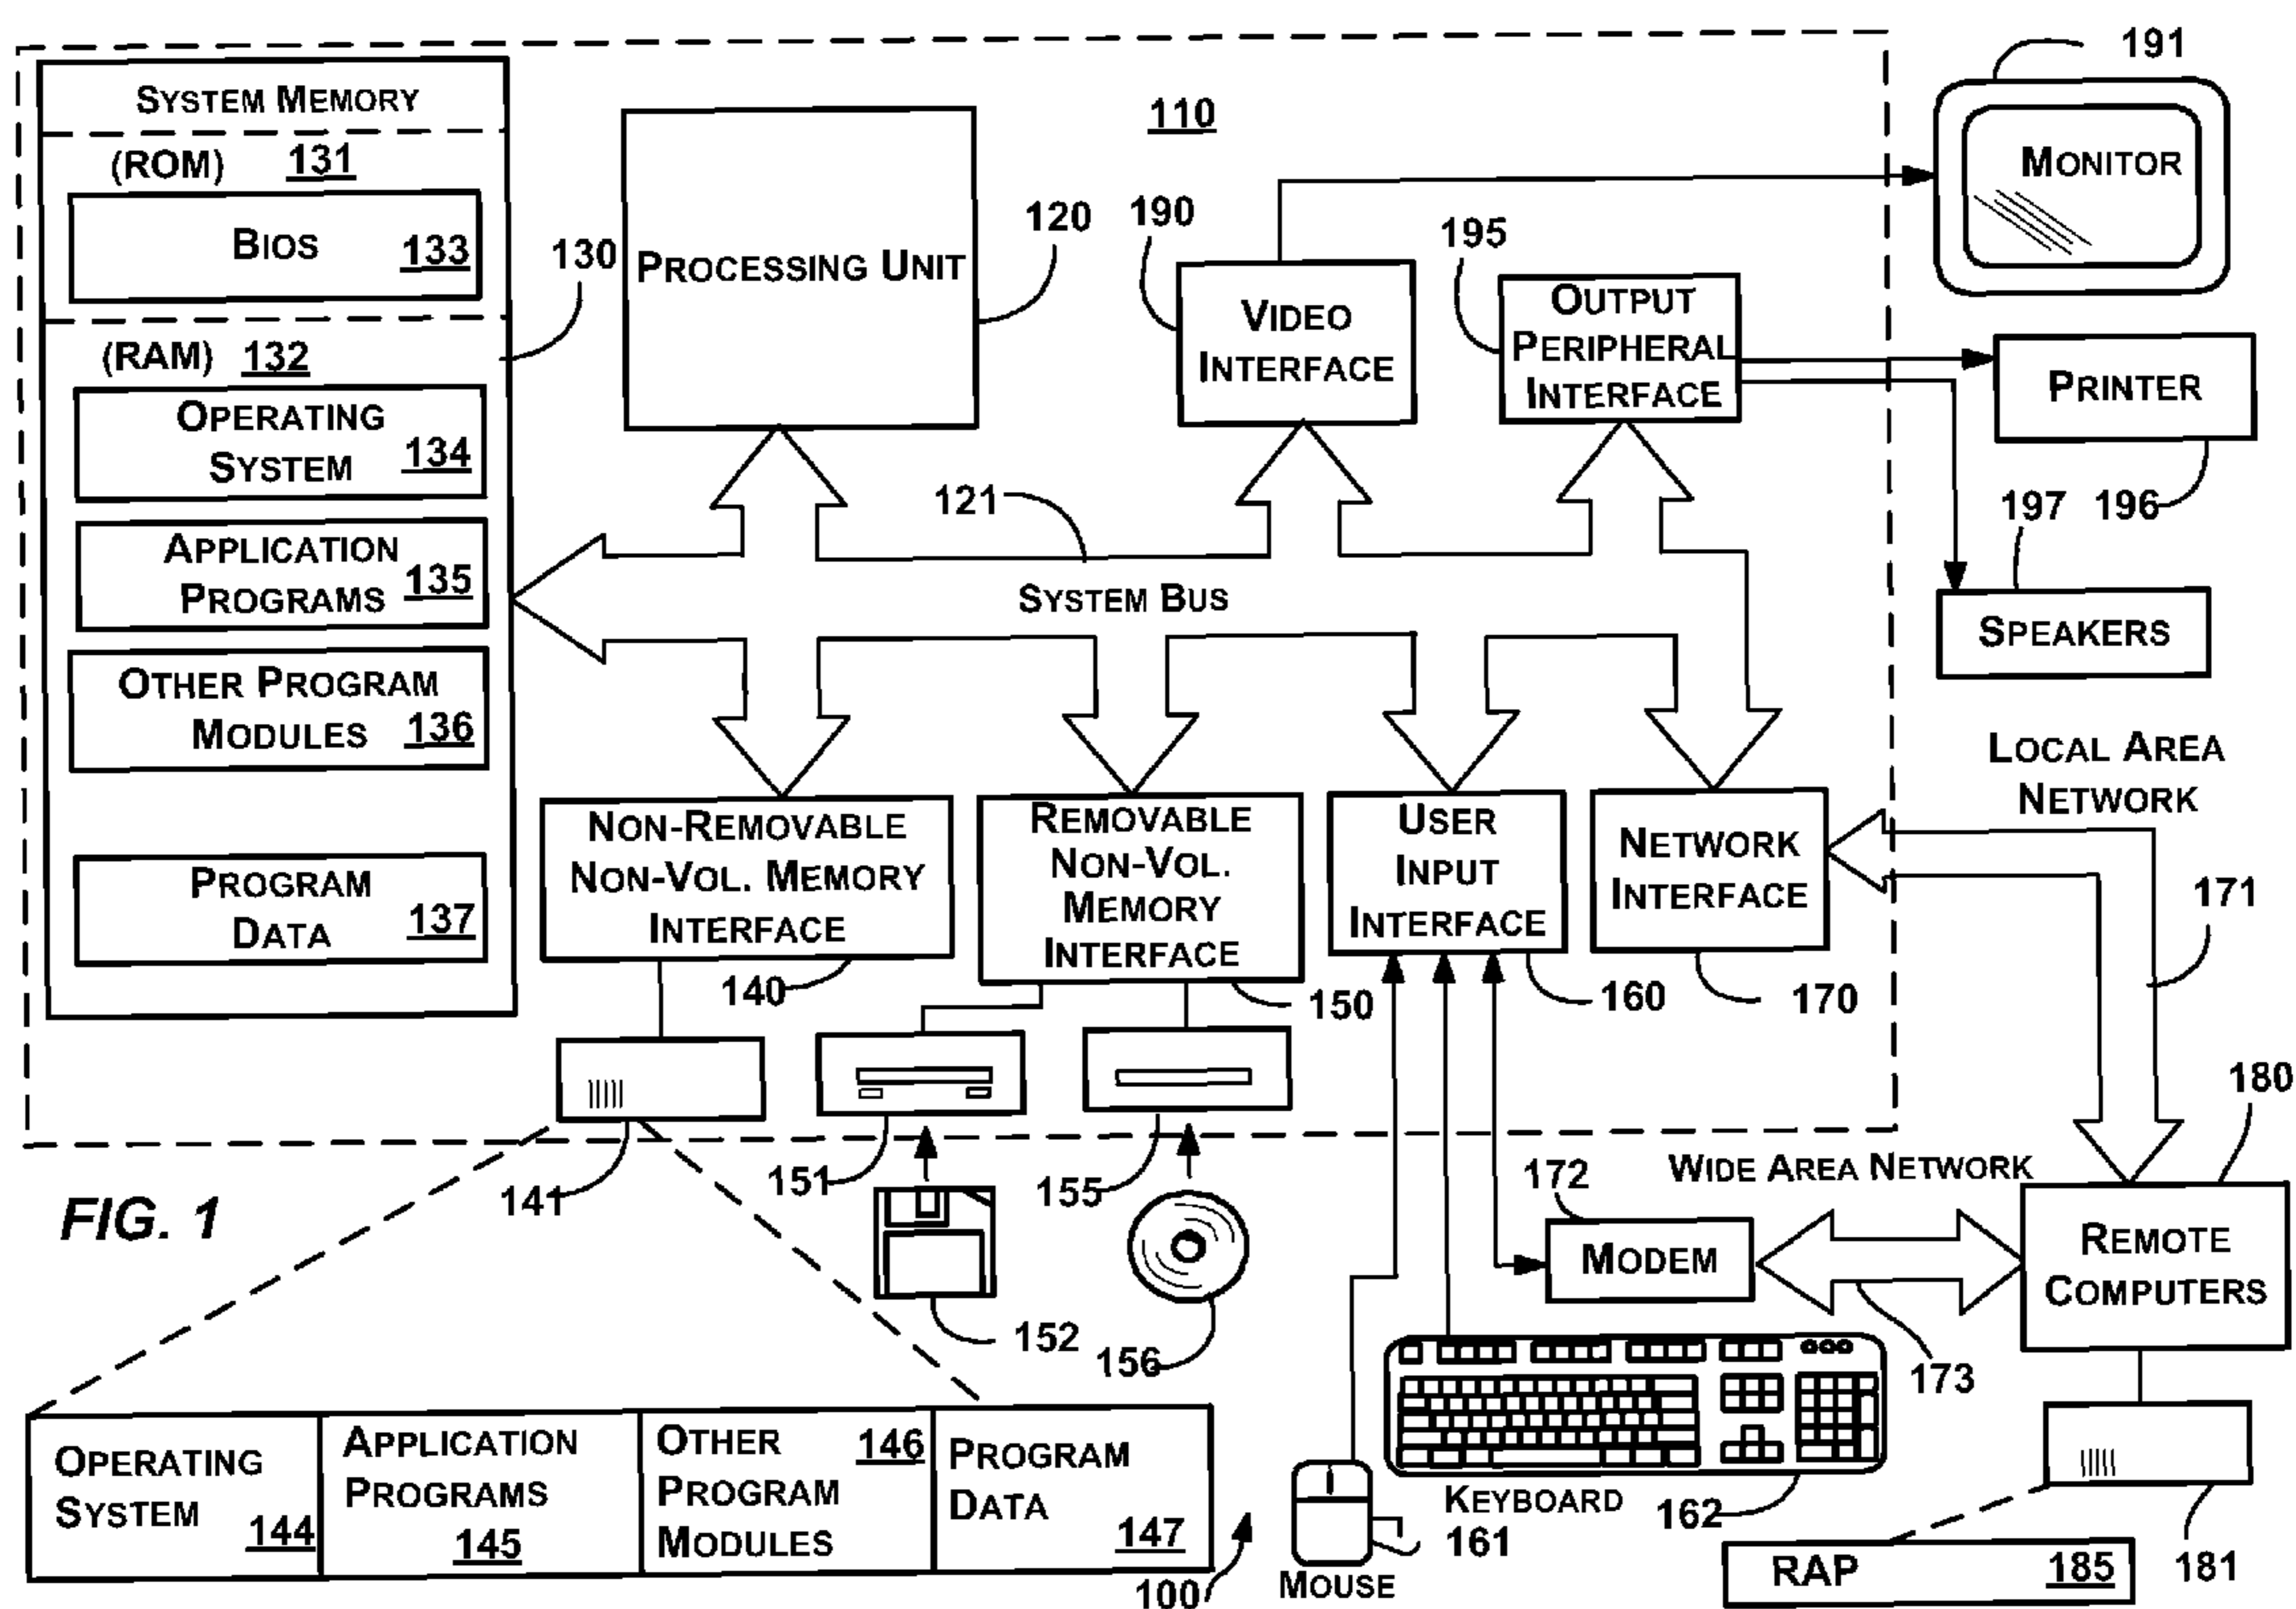 SYSTEM MEMORY
(ROM) 131
BIOS 133
130
(RAM) 132
OPERATING
SYSTEM 134
APPLICATION
PROGRAMS 135
OTHER PROGRAM
MODULES 136
PROGRAM
DATA 137
PROCESSING UNIT
120
110
190
VIDEO
INTERFACE
195
OUTPUT
PERIPHERAL
INTERFACE
191
MONITOR
PRINTER
197 196
SPEAKERS
121
SYSTEM BUS
NON-REMOVABLE
NON-VOL. MEMORY
INTERFACE
140
REMOVABLE
NON-VOL.
MEMORY
INTERFACE
150
USER
INPUT
INTERFACE
160
NETWORK
INTERFACE
170
LOCAL AREA
NETWORK
171
180
141
151
155
152
156
172
WIDE AREA NETWORK
MODEM
173
REMOTE
COMPUTERS
FIG. 1
OPERATING
SYSTEM
144
APPLICATION
PROGRAMS
145
OTHER 146
PROGRAM
MODULES
PROGRAM
DATA
147
100
MOUSE
KEYBOARD
161
162
181
RAP 185